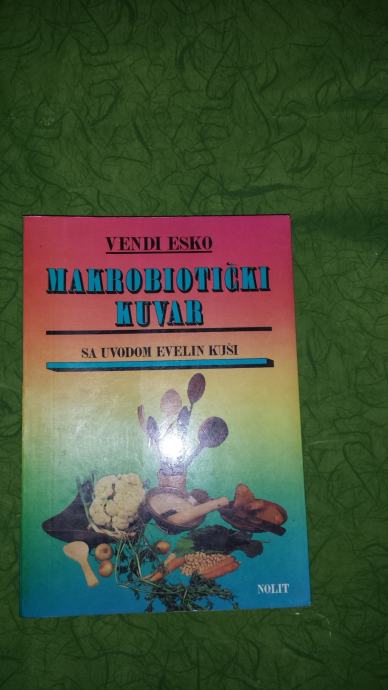 VENDI ESKO
MAKROBIOTIČKI
KUVAR
SA UVODOM EVELIN KUŠI
NOLIT